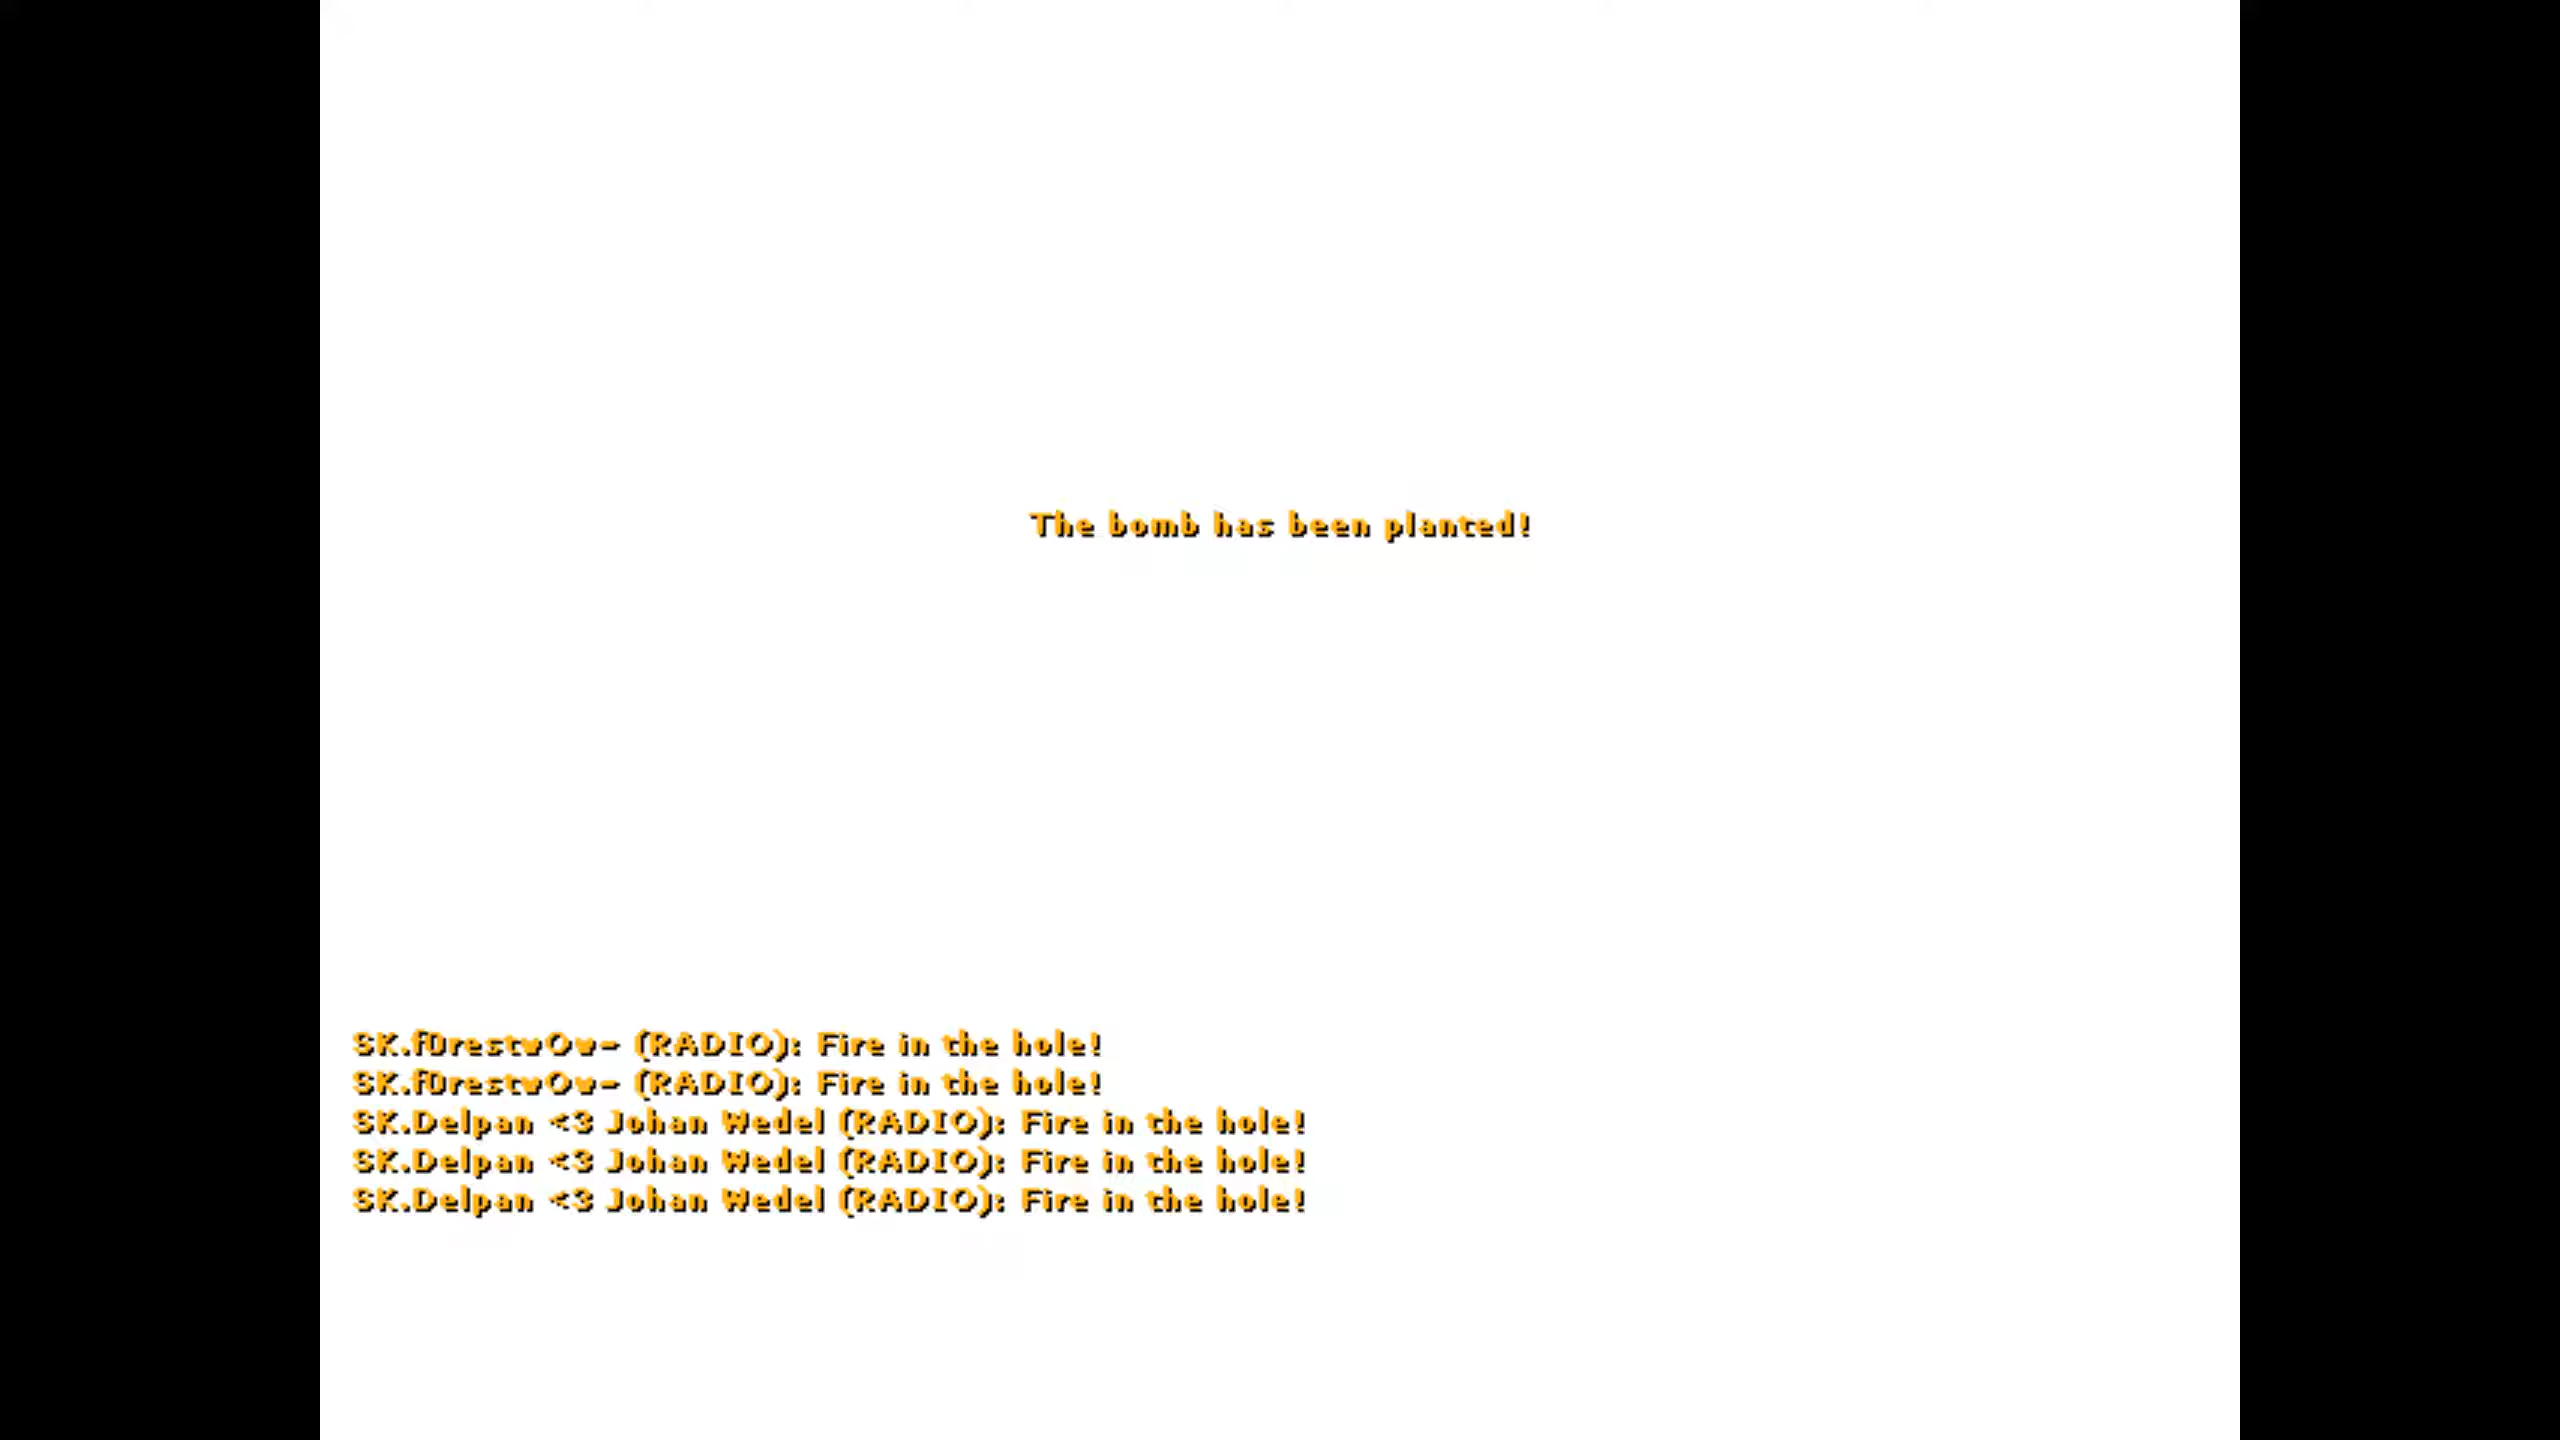 The bomb has been planted!
SK.f0restwOw- (RADIO): Fire in the hole!
SK.f0restwOw- (RADIO): Fire in the hole!
SK.Delpan <3 Johan Wedel (RADIO): Fire in the hole!
SK.Delpan <3 Johan Wedel (RADIO): Fire in the hole!
SK.Delpan <3 Johan Wedel (RADIO): Fire in the hole!